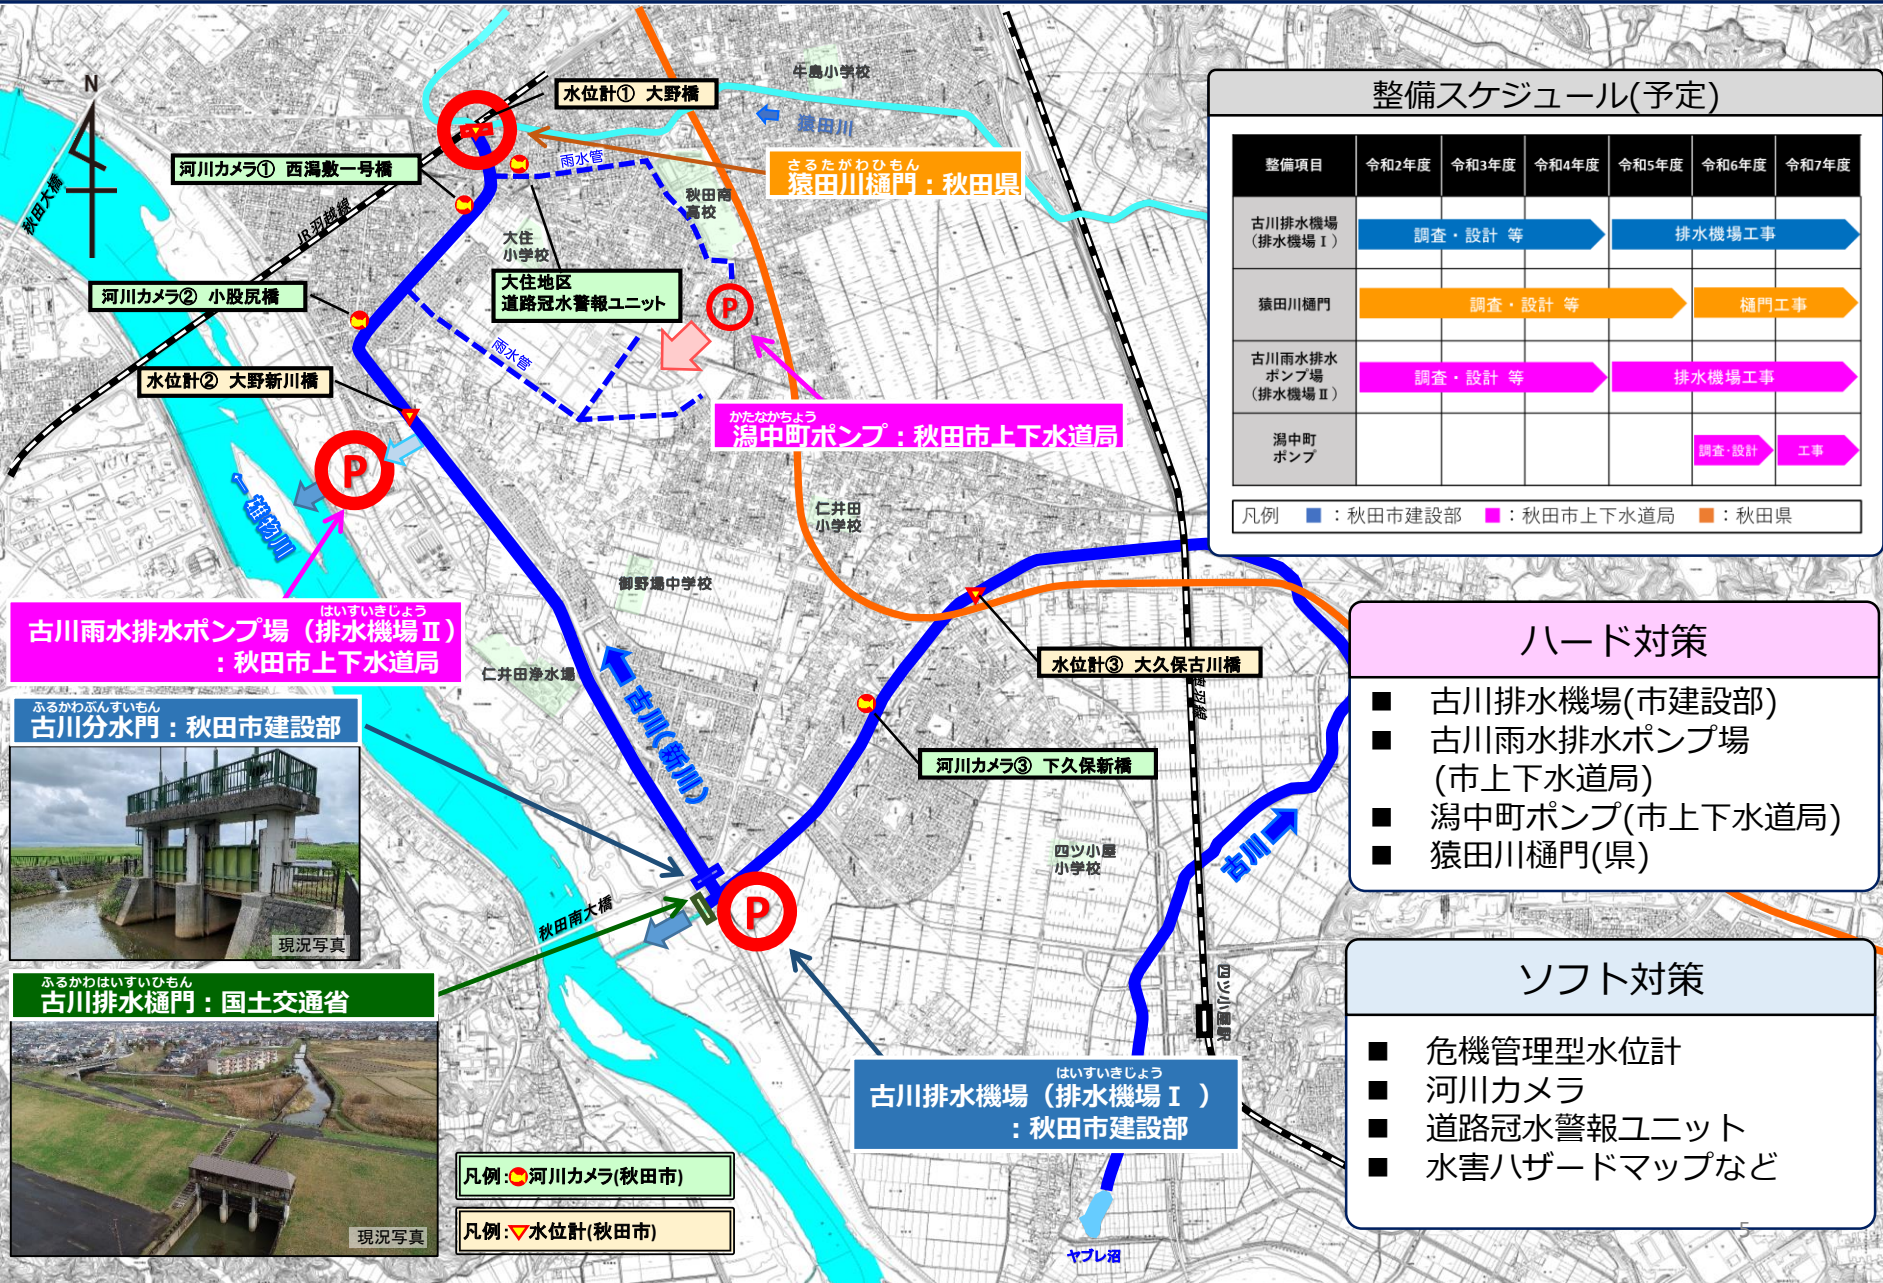 N
秋田大橋
JR羽越線
水位計① 大野橋
牛島小学校
猿田川
河川カメラ① 西潟敷一号橋
雨水管
さるたがわひもん
猿田川樋門:秋田県
秋田南
高校
大住
小学校
大住地区
道路冠水警報ユニット
河川カメラ② 小股尻橋
P
雨水管
水位計② 大野新川橋
かたなかちょう
潟中町ポンプ:秋田市上下水道局
P
←雄物川
仁井田
小学校
御野場中学校
はいすいきじょう
古川雨水排水ポンプ場(排水機場Ⅱ)
:秋田市上下水道局
仁井田浄水場
水位計③ 大久保古川橋
奥羽線
古川(新川)
ふるかわぶんすいもん
古川分水門:秋田市建設部
現況写真
河川カメラ③ 下久保新橋
四ツ小屋
小学校
古川
秋田南大橋
P
ふるかわはいすいひもん
古川排水樋門:国土交通省
現況写真
四ツ小屋駅
はいすいきじょう
古川排水機場(排水機場Ⅰ )
:秋田市建設部
凡例:河川カメラ(秋田市)
凡例:水位計(秋田市)
ヤブレ沼
整備スケジュール(予定)
整備項目 令和2年度 令和3年度 令和4年度 令和5年度 令和6年度 令和7年度
古川排水機場
(排水機場Ⅰ)
調査・設計 等 排水機場工事
猿田川樋門 調査・設計 等 樋門工事
古川雨水排水
ポンプ場
(排水機場Ⅱ)
調査・設計 等 排水機場工事
潟中町
ポンプ
調査・設計 工事
凡例 ■:秋田市建設部 ■:秋田市上下水道局 ■:秋田県
ハード対策
■ 古川排水機場(市建設部)
■ 古川雨水排水ポンプ場
(市上下水道局)
■ 潟中町ポンプ(市上下水道局)
■ 猿田川樋門(県)
ソフト対策
■ 危機管理型水位計
■ 河川カメラ
■ 道路冠水警報ユニット
■ 水害ハザードマップなど
5